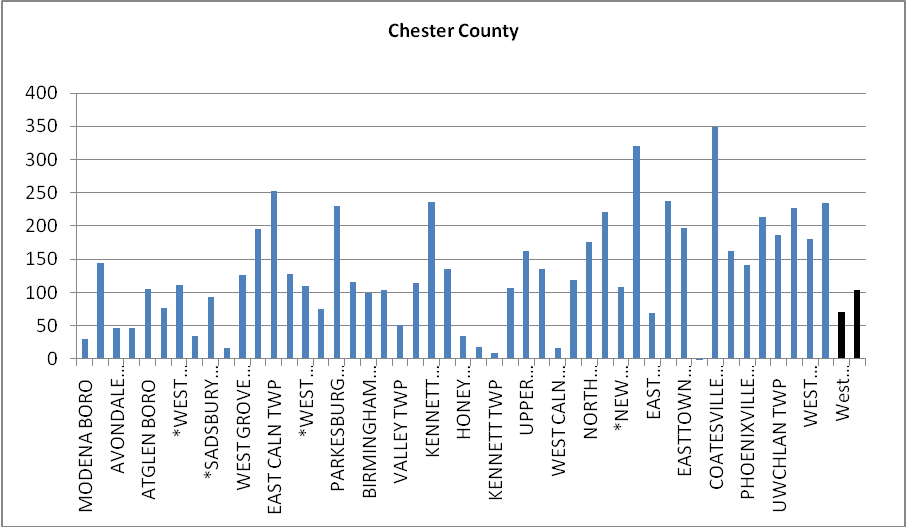 Chester County
400
350
300
250
200
150
100
50
0
MODENA BORO
AVONDALE...
ATGLEN BORO
*WEST...
*SADSBURY...
WEST GROVE...
EAST CALN TWP
*WEST...
PARKESBURG...
BIRMINGHAM...
VALLEY TWP
KENNETT...
HONEY...
KENNETT TWP
UPPER...
WEST CALN...
NORTH...
*NEW...
EAST...
EASTTOWN...
COATESVILLE...
PHOENIXVILLE...
UWCHLAN TWP
WEST...
West...